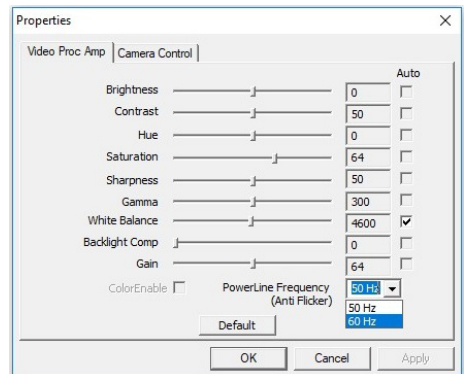 Properties
Video Proc Amp Camera Control
Auto
Brightness 0
Contrast 50
Hue 0
Saturation 64
Sharpness 50
Gamma 300
White Balance 4600
Backlight Comp 0
Gain 64
ColorEnable PowerLine Frequency 50 Hz
(Anti Flicker)
50 Hz
60 Hz
Default
OK Cancel Apply